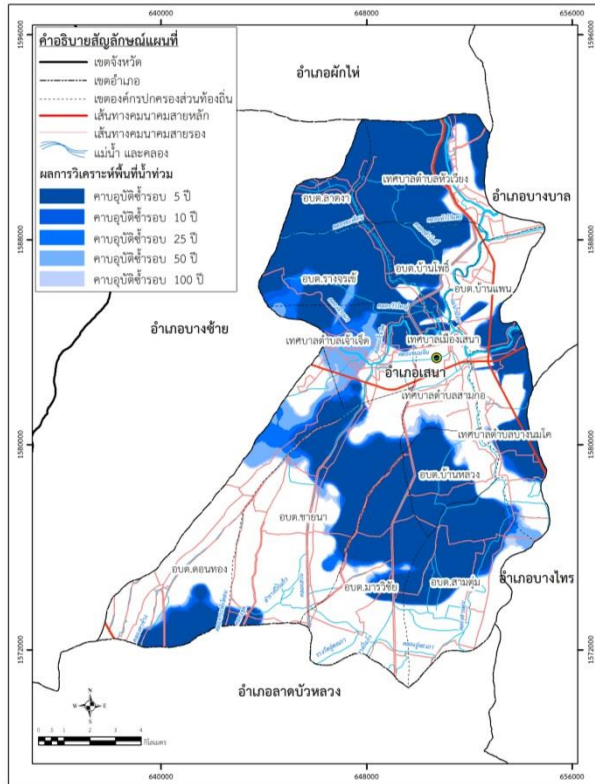 640000
648000
656000
1596000
1588000
1580000
1572000
คำอธิบายสัญลักษณ์แผนที่
เขตจังหวัด
เขตอำเภอ
เขตองค์กรปกครองส่วนท้องถิ่น
เส้นทางคมนาคมสายหลัก
เส้นทางคมนาคมสายรอง
แม่น้ำ และคลอง
ผลการวิเคราะห์พื้นที่น้ำท่วม
คาบอุบัติซ้ำรอบ 5 ปี
คาบอุบัติซ้ำรอบ 10 ปี
คาบอุบัติซ้ำรอบ 25 ปี
คาบอุบัติซ้ำรอบ 50 ปี
คาบอุบัติซ้ำรอบ 100 ปี
อำเภอผักไห่
เทศบาลตำบลหัวเวียง
อบต.ลาดงา
อำเภอบางบาล
อบต.บ้านโพธิ์
อบต.รางจรเข้
อบต.บ้านแพน
อำเภอบางซ้าย
เทศบาลตำบลเจ้าเจ็ด
เทศบาลเมืองเสนา
อำเภอเสนา
เทศบาลตำบลสามกอ
เทศบาลตำบลบางนมโค
อบต.บ้านหลวง
อบต.ชายนา
อบต.ดอนทอง
อบต.มารวิชัย
อบต.สามตุ่ม
อำเภอบางไทร
อำเภอลาดบัวหลวง
N
W
E
S
0
1
2
3
4
กิโลเมตร
640000
648000
656000